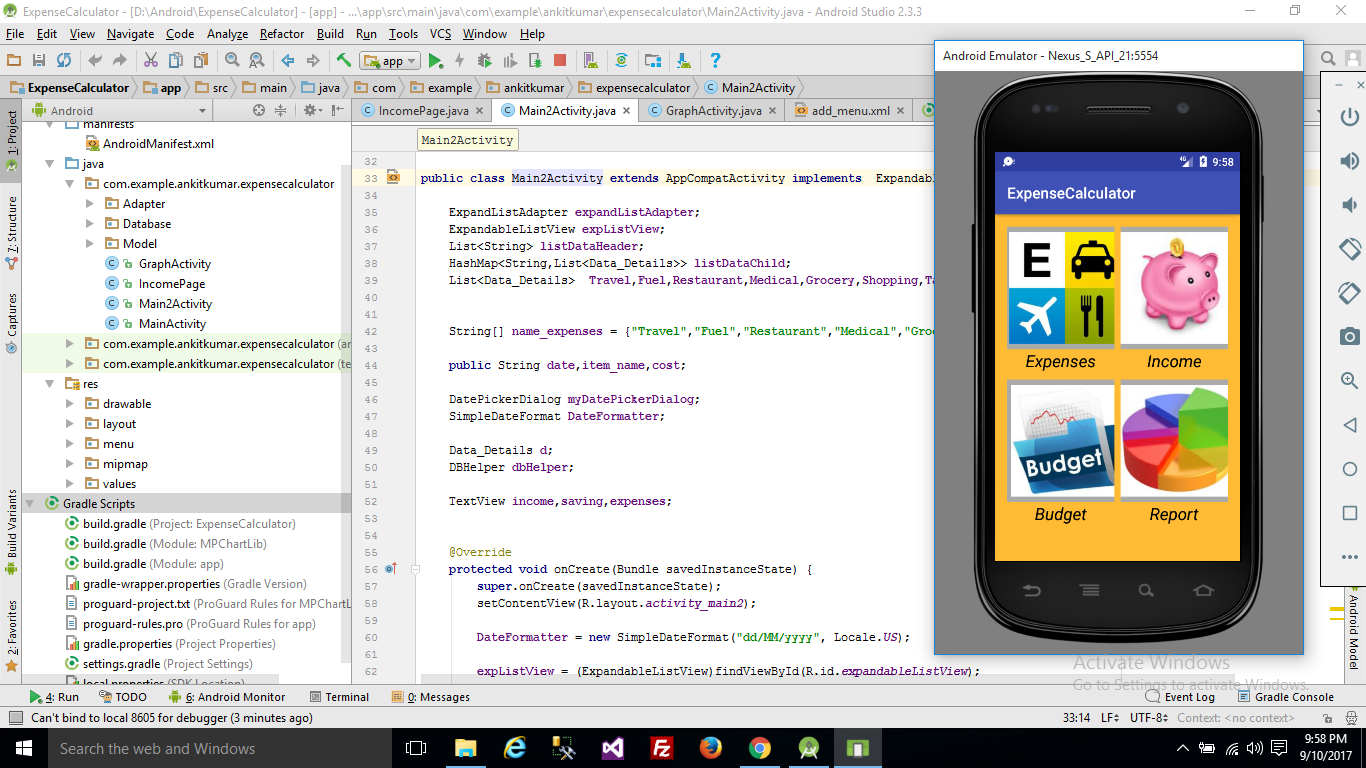 ExpenseCalculator - [D:\Android\ExpenseCalculator] - [app] - ...\app\src\main\java\com\example\ankitkumar\expensecalculator\Main2Activity.java - Android Studio 2.3.3
File Edit View Navigate Code Analyze Refactor Build Run Tools VCS Window Help
app
ExpenseCalculator app src main java com example ankitkumar expensecalculator Main2Activity
Android
IncomePage.java Main2Activity.java GraphActivity.java add_menu.xml
1: Project
7: Structure
Captures
Build Variants
2: Favorites
manifests
AndroidManifest.xml
java
com.example.ankitkumar.expensecalculator
Adapter
Database
Model
GraphActivity
IncomePage
Main2Activity
MainActivity
com.example.ankitkumar.expensecalculator (ar
com.example.ankitkumar.expensecalculator (te
res
drawable
layout
menu
mipmap
values
Gradle Scripts
build.gradle (Project: ExpenseCalculator)
build.gradle (Module: MPChartLib)
build.gradle (Module: app)
gradle-wrapper.properties (Gradle Version)
proguard-project.txt (ProGuard Rules for MPChartL
proguard-rules.pro (ProGuard Rules for app)
gradle.properties (Project Properties)
settings.gradle (Project Settings)
local.properties (SDK Location)
Main2Activity
32
33 public class Main2Activity extends AppCompatActivity implements Expandab
34
35 ExpandListAdapter expandListAdapter;
36 ExpandableListView expListView;
37 List<String> listDataHeader;
38 HashMap<String,List<Data_Details>> listDataChild;
39 List<Data_Details> Travel,Fuel,Restaurant,Medical,Grocery,Shopping,Ta
40
41
42 String[] name_expenses = {"Travel","Fuel","Restaurant","Medical","Groc
43
44 public String date,item_name,cost;
45
46 DatePickerDialog myDatePickerDialog;
47 SimpleDateFormat DateFormatter;
48
49 Data_Details d;
50 DBHelper dbHelper;
51
52 TextView income,saving,expenses;
53
54
55 @Override
56 protected void onCreate(Bundle savedInstanceState) {
57 super.onCreate(savedInstanceState);
58 setContentView(R.layout.activity_main2);
59
60 DateFormatter = new SimpleDateFormat("dd/MM/yyyy", Locale.US);
61
62 expListView = (ExpandableListView)findViewById(R.id.expandableListView);
Android Emulator - Nexus_S_API_21:5554
4G 9:58
ExpenseCalculator
E
Expenses
Income
Budget
Budget
Report
Android Model
Activate Windows
Go to Settings to activate Windows.
4: Run TODO 6: Android Monitor Terminal 0: Messages Event Log Gradle Console
Can't bind to local 8605 for debugger (3 minutes ago) 33:14 LF÷ UTF-8÷ Context: <no context>
Search the web and Windows
9:58 PM
9/10/2017